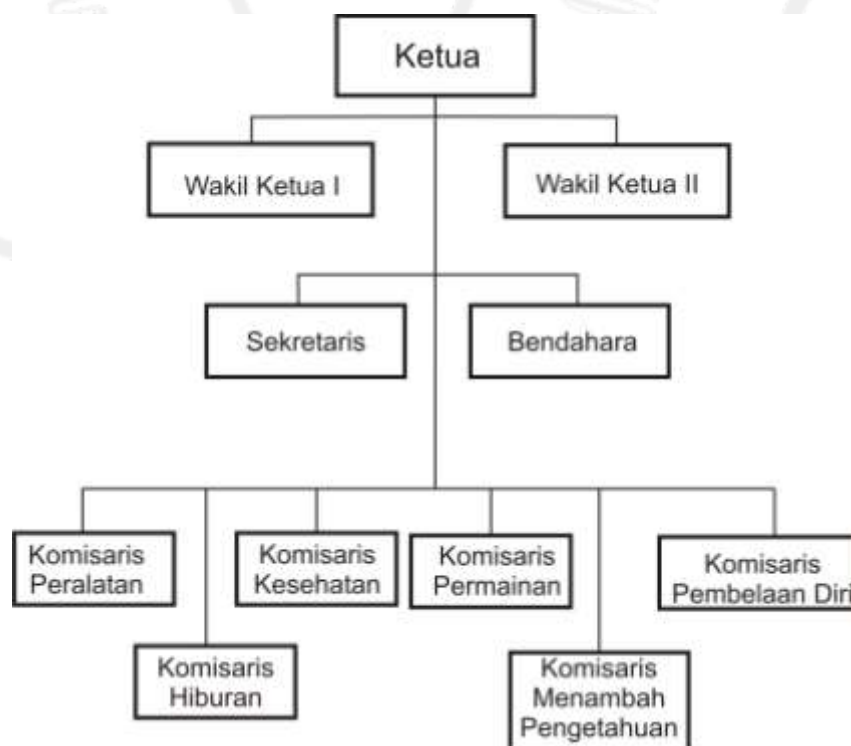 Ketua
Wakil Ketua I
Wakil Ketua II
Sekretaris
Bendahara
Komisaris
Peralatan
Komisaris
Kesehatan
Komisaris
Permainan
Komisaris
Pembelaan Diri
Komisaris
Hiburan
Komisaris
Menambah
Pengetahuan